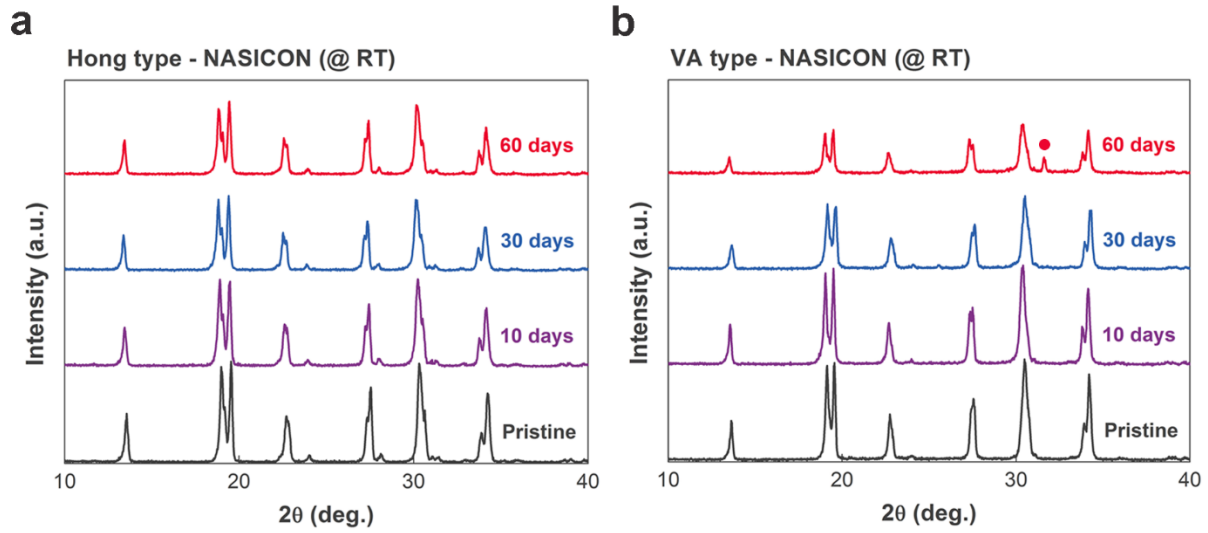 a
Hong type - NASICON (@ RT)
60 days
30 days
10 days
Pristine
Intensity (a.u.)
10 20 30 40
2θ (deg.)
b
VA type - NASICON (@ RT)
60 days
30 days
10 days
Pristine
Intensity (a.u.)
10 20 30 40
2θ (deg.)